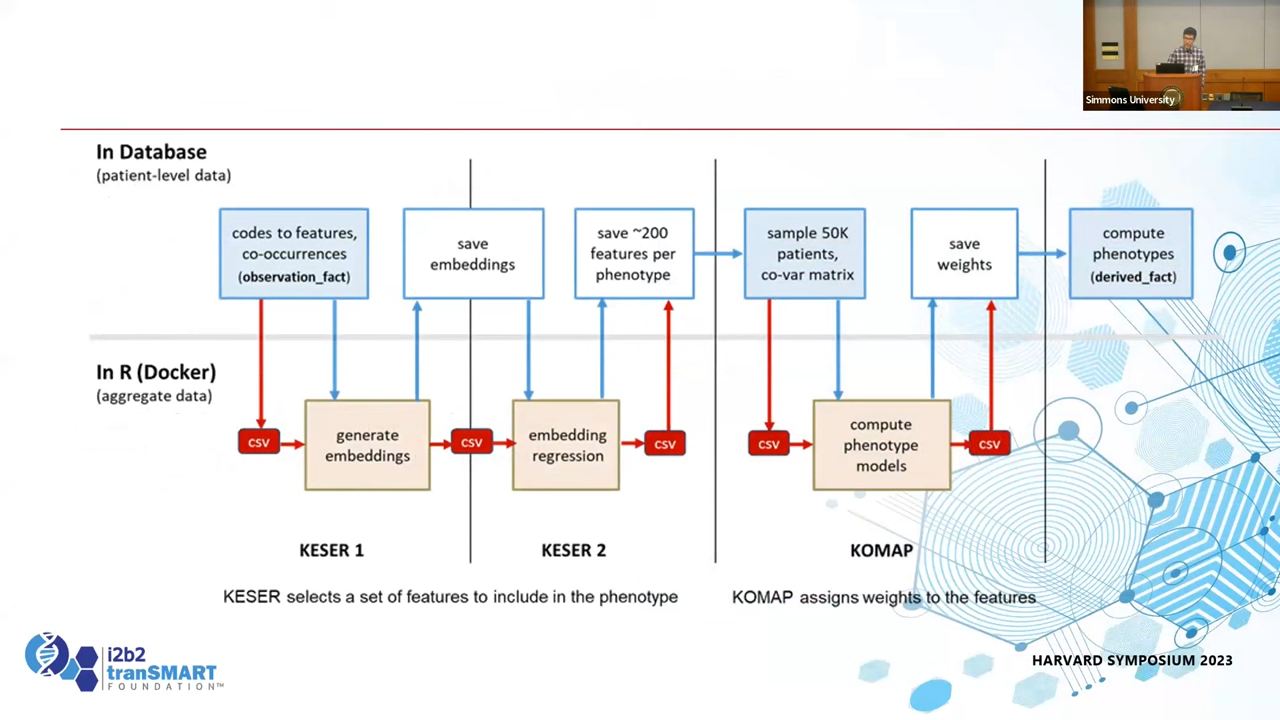 Simmons University
In Database
(patient-level data)
codes to features,
co-occurrences
(observation_fact)
save
embeddings
save ~200
features per
phenotype
sample 50K
patients,
co-var matrix
save
weights
compute
phenotypes
(derived_fact)
In R (Docker)
(aggregate data)
csv
generate
embeddings
csv
embedding
regression
csv
csv
compute
phenotype
models
csv
KESER 1
KESER 2
KOMAP
KESER selects a set of features to include in the phenotype
KOMAP assigns weights to the features
i2b2
tranSMART
FOUNDATION™
HARVARD SYMPOSIUM 2023